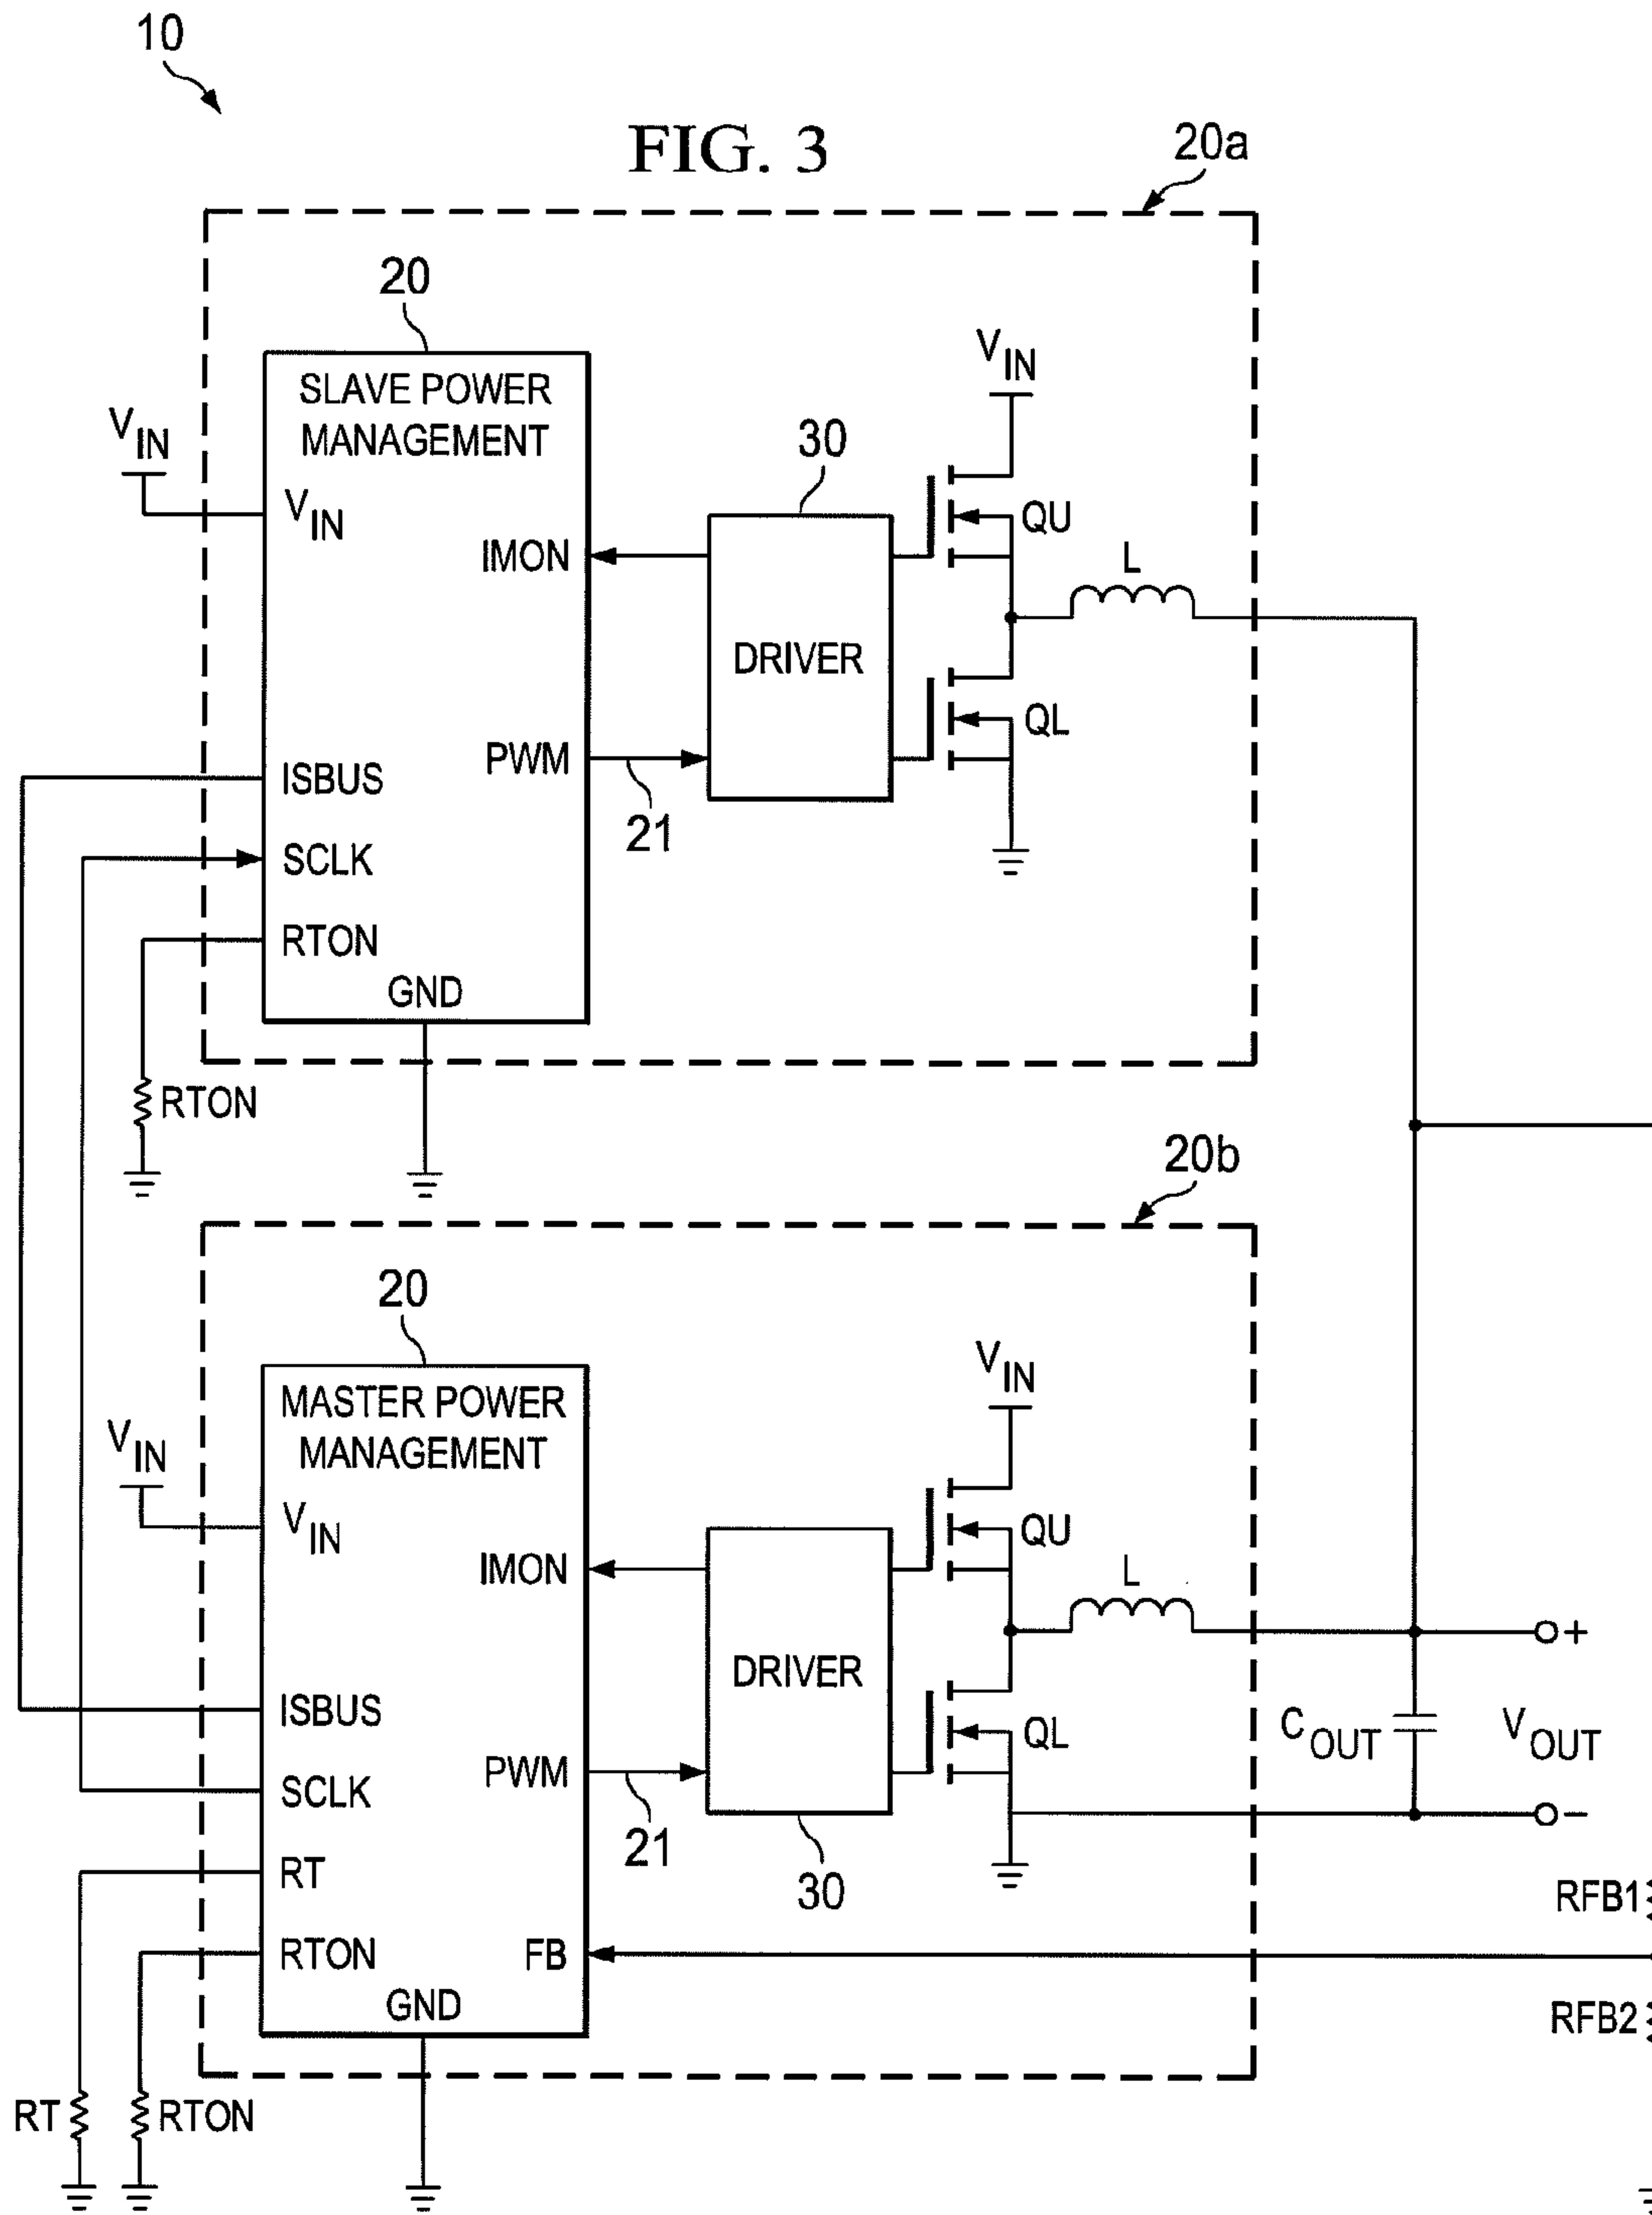 10
FIG. 3
20a
20
SLAVE POWER
MANAGEMENT
VIN
VIN
VIN
30
QU
IMON
L
DRIVER
QL
PWM
21
ISBUS
SCLK
RTON
GND
RTON
20b
20
MASTER POWER
MANAGEMENT
VIN
VIN
VIN
QU
IMON
L
+
DRIVER
ISBUS
QL
COUT
VOUT
PWM
SCLK
21
–
RT
30
RFB1
RTON
FB
GND
RFB2
RT
RTON